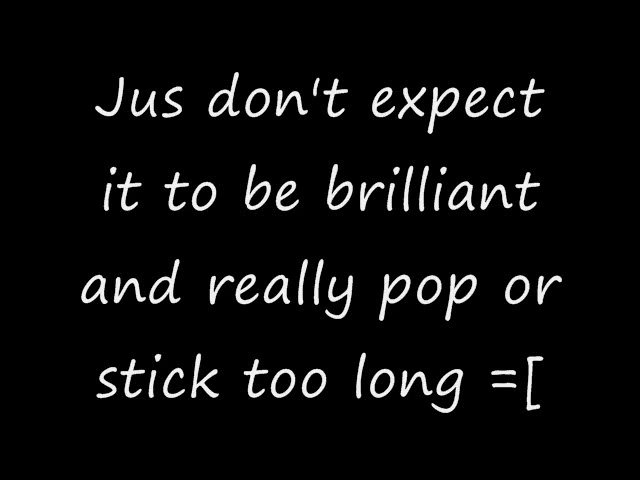 Jus don't expect
it to be brilliant
and really pop or
stick too long =[